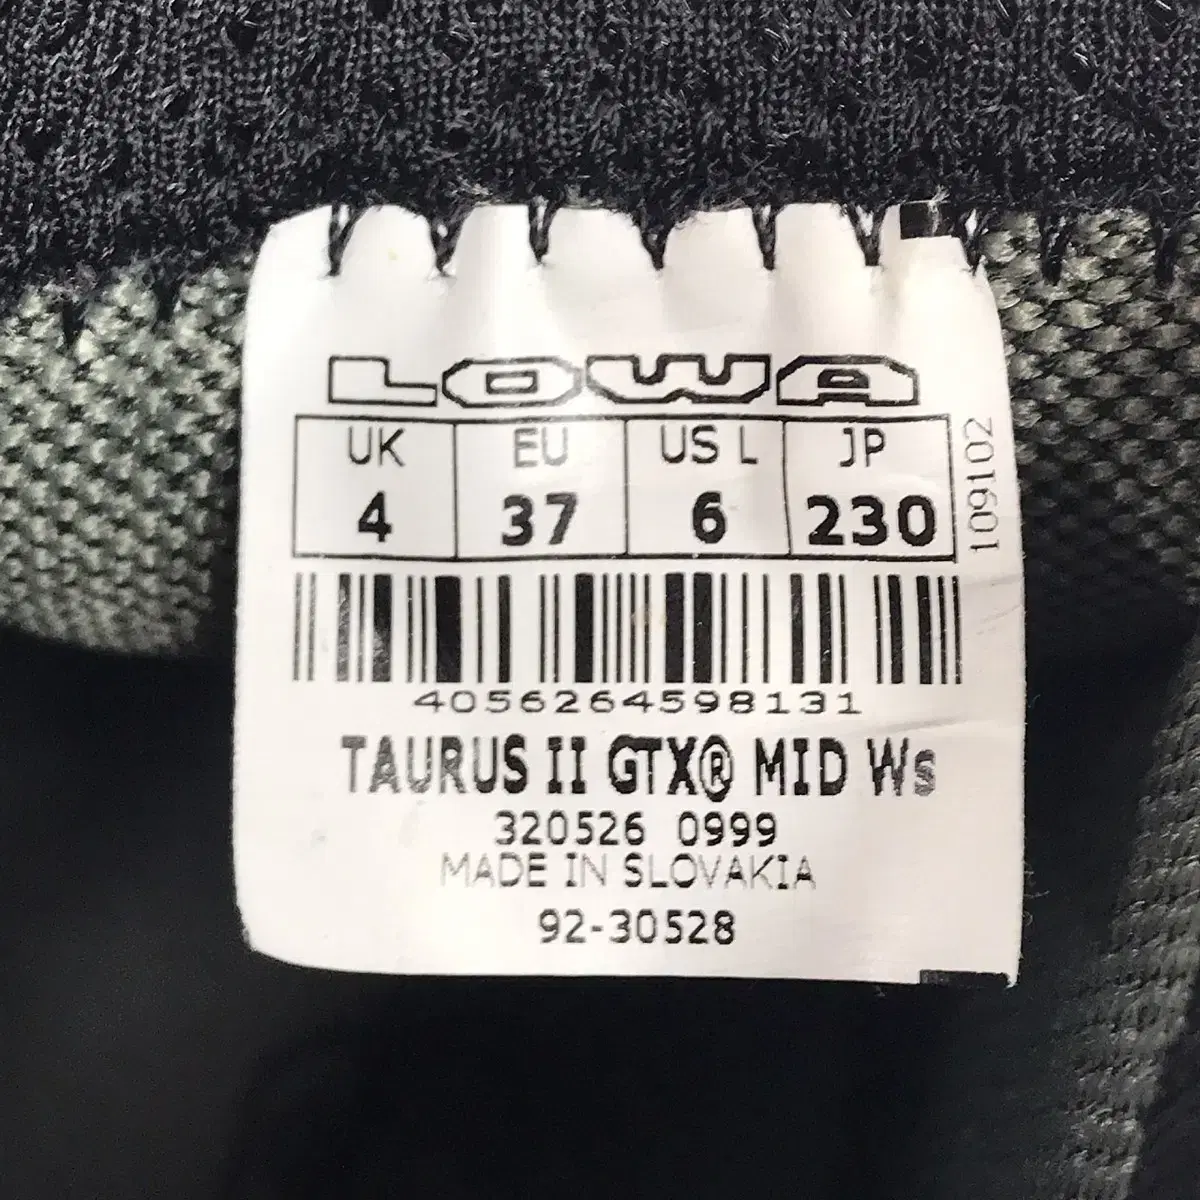 LOWA
UK EU US L JP
4 37 6 230
109102
4056264598131
TAURUS II GTX® MID Ws
320526 0999
MADE IN SLOVAKIA
92-30528